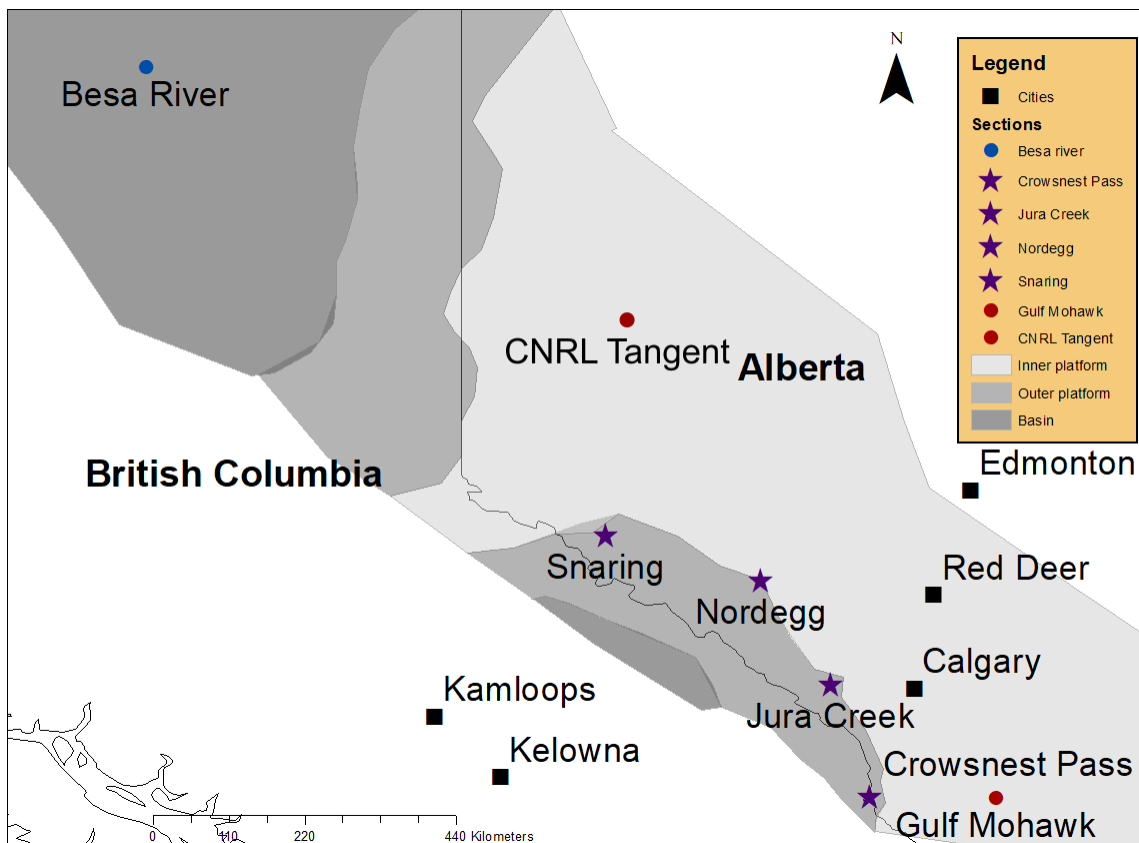 Besa River
N
Legend
Cities
Sections
Besa river
Crowsnest Pass
Jura Creek
Nordegg
Snaring
Gulf Mohawk
CNRL Tangent
Inner platform
Outer platform
Basin
CNRL Tangent
Alberta
British Columbia
Edmonton
Snaring
Red Deer
Nordegg
Calgary
Kamloops
Jura Creek
Kelowna
Crowsnest Pass
Gulf Mohawk
0 110 220 440 Kilometers